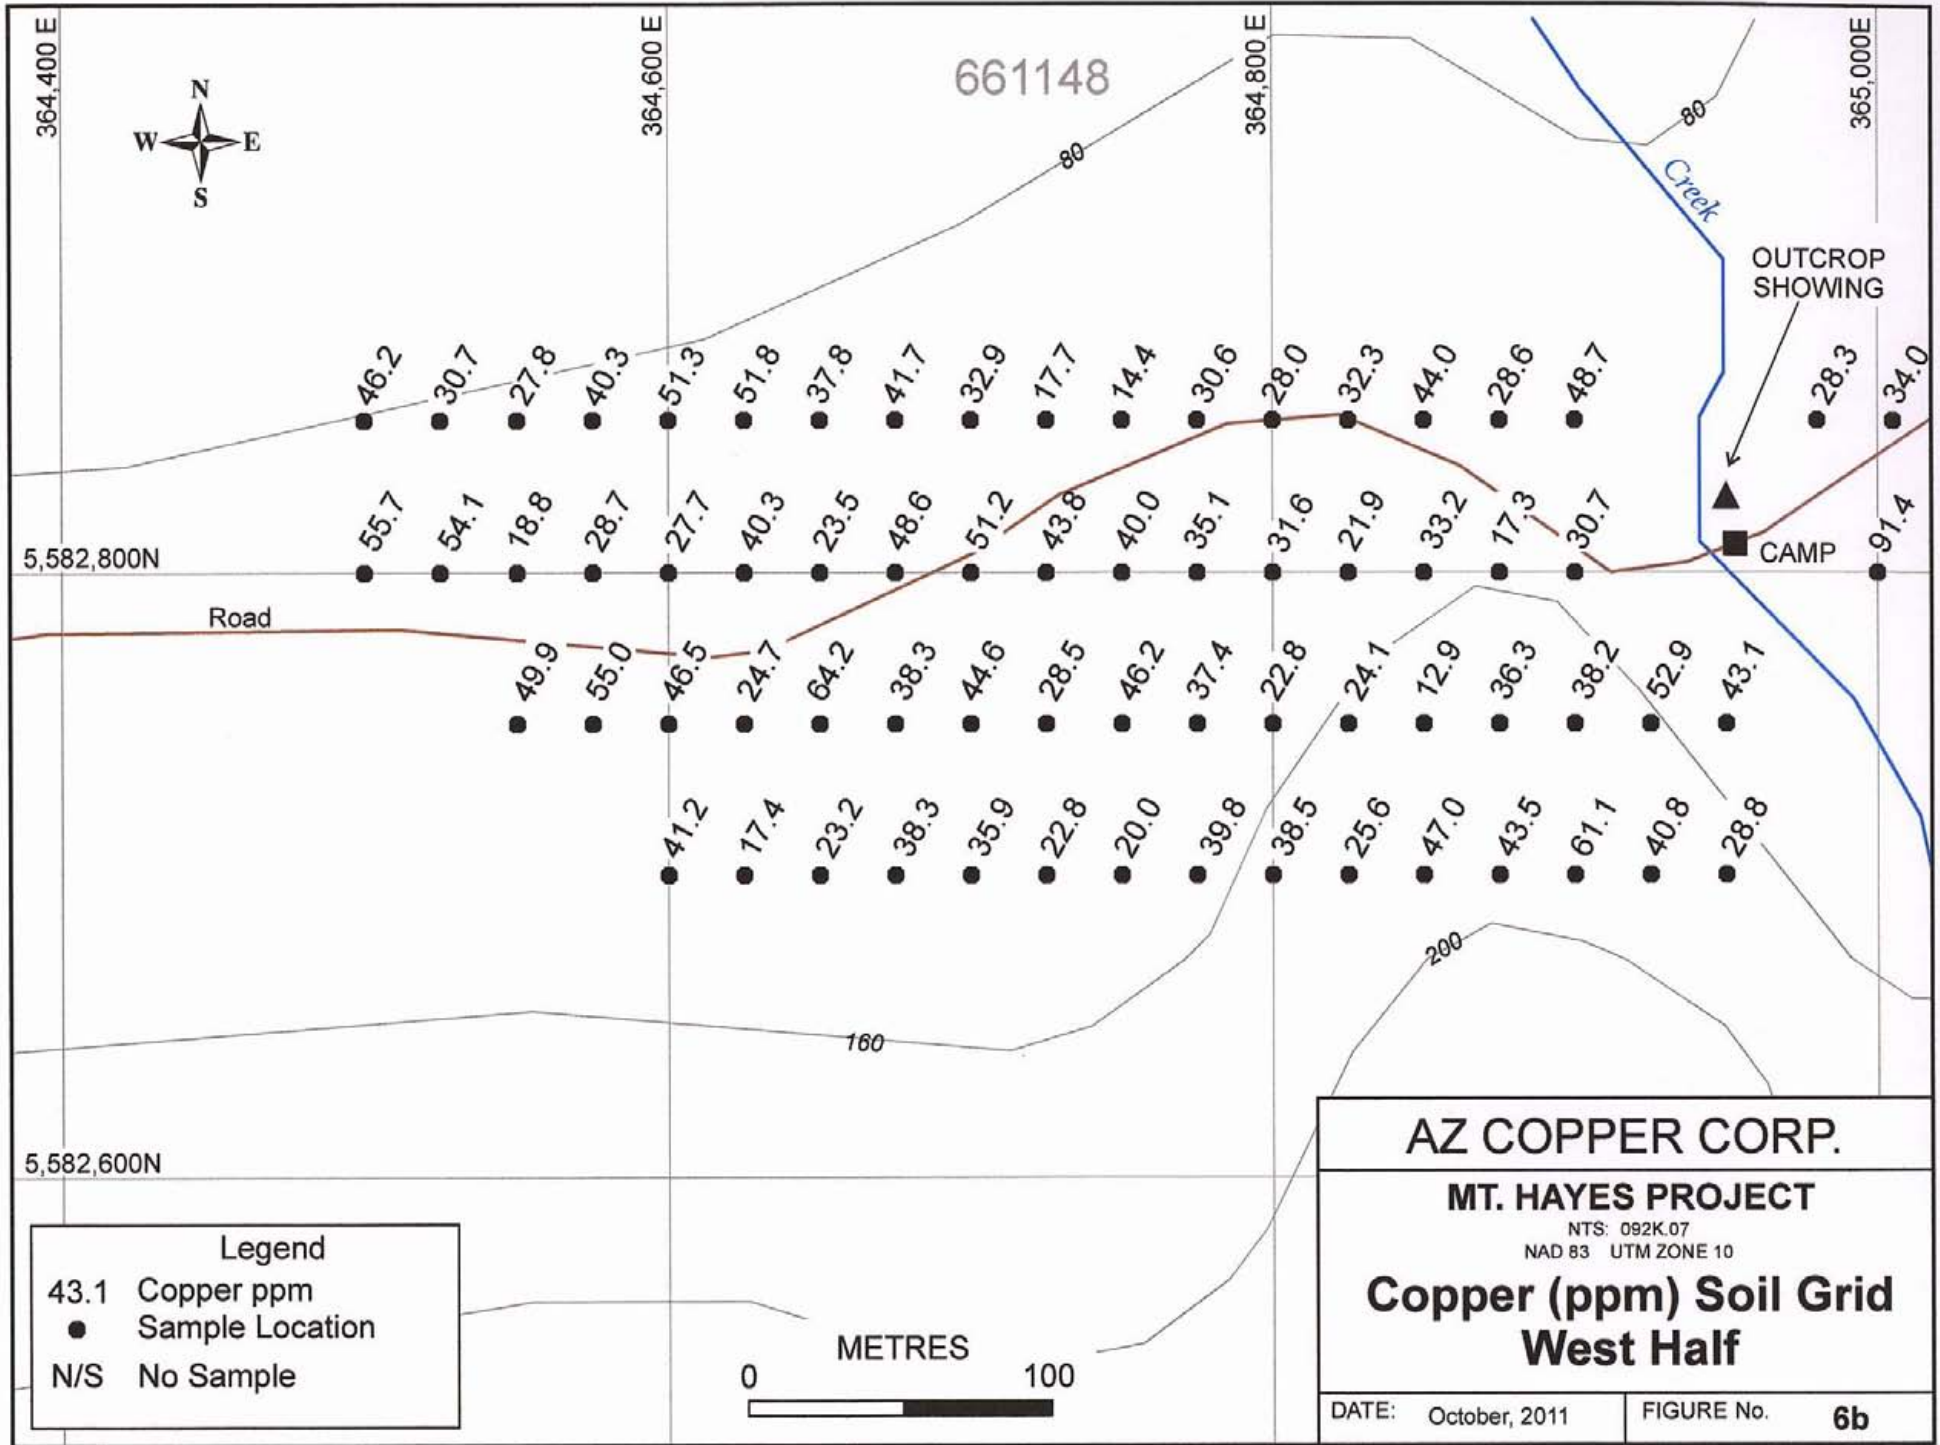 364,400 E
364,600 E
364,800 E
365,000E
661148
N
W E
S
80
80
Creek
OUTCROP
SHOWING
46.2 30.7 27.8 40.3 51.3 51.8 37.8 41.7 32.9 17.7 14.4 30.6 28.0 32.3 44.0 28.6 48.7 28.3 34.0
55.7 54.1 18.8 28.7 27.7 40.3 23.5 48.6 51.2 43.8 40.0 35.1 31.6 21.9 33.2 17.3 30.7 91.4
5,582,800N
CAMP
Road
49.9 55.0 46.5 24.7 64.2 38.3 44.6 28.5 46.2 37.4 22.8 24.1 12.9 36.3 38.2 52.9 43.1
41.2 17.4 23.2 38.3 35.9 22.8 20.0 39.8 38.5 25.6 47.0 43.5 61.1 40.8 28.8
200
160
5,582,600N
Legend
43.1 Copper ppm
Sample Location
N/S No Sample
METRES
0 100
AZ COPPER CORP.
MT. HAYES PROJECT
NTS: 092K.07
NAD 83 UTM ZONE 10
Copper (ppm) Soil Grid
West Half
DATE: October, 2011
FIGURE No. 6b